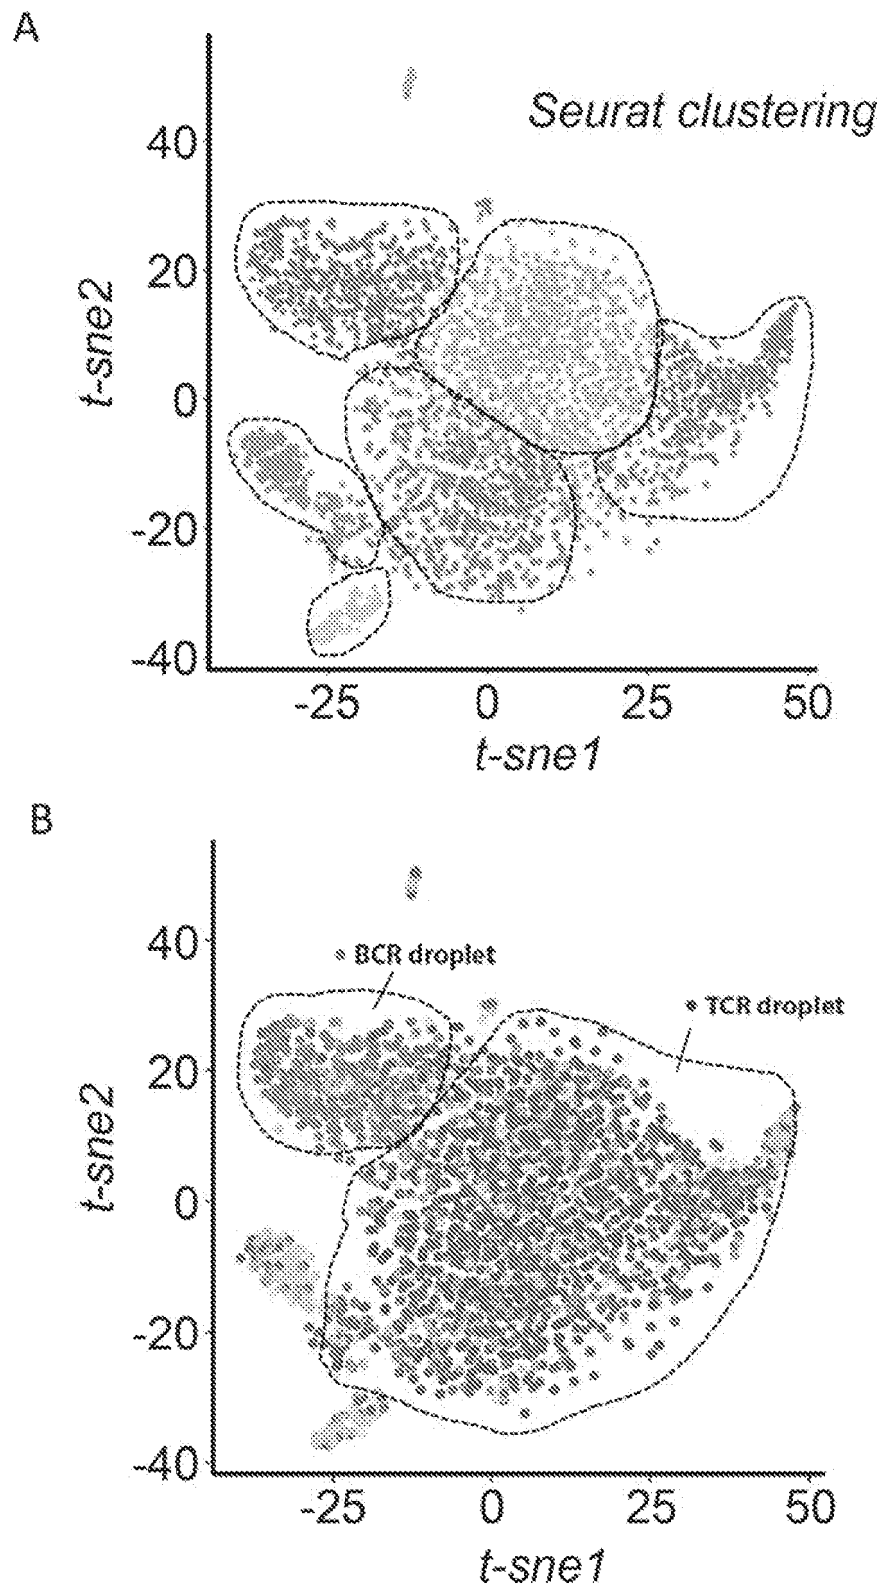 A
Seurat clustering
40
20
0
-20
-40
t-sne2
-25 0 25 50
t-sne1
B
40
20
0
-20
-40
BCR droplet
TCR droplet
t-sne2
-25 0 25 50
t-sne1